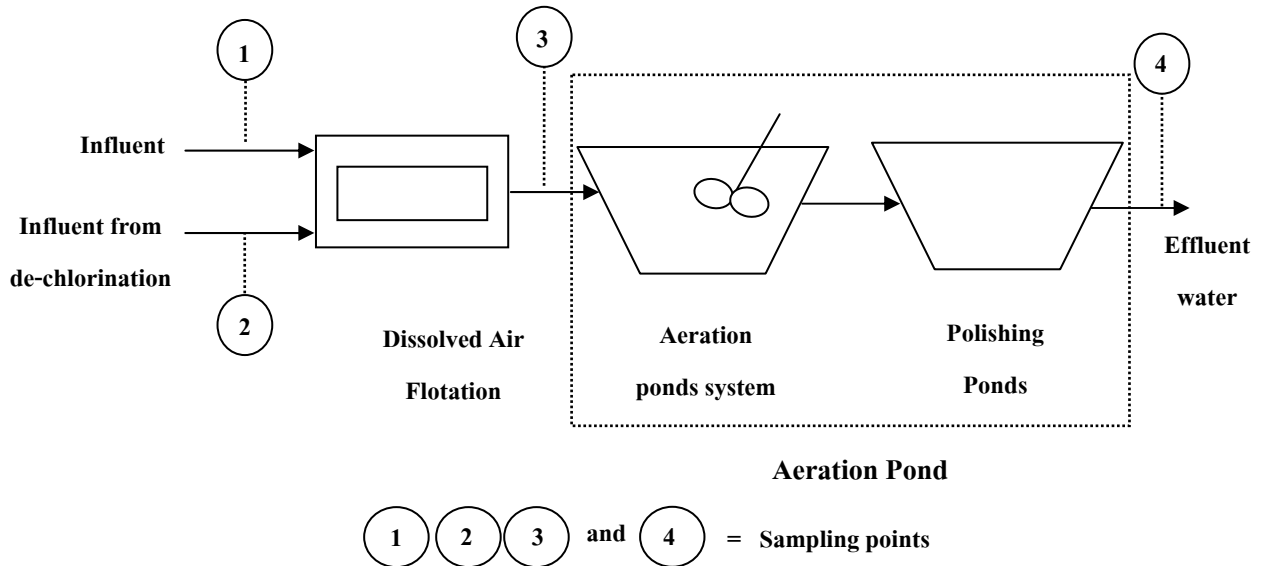 1
3
4
Influent
Influent from
de-chlorination
2
Dissolved Air
Flotation
Aeration
ponds system
Polishing
Ponds
Effluent
water
Aeration Pond
1 2 3 and 4 = Sampling points